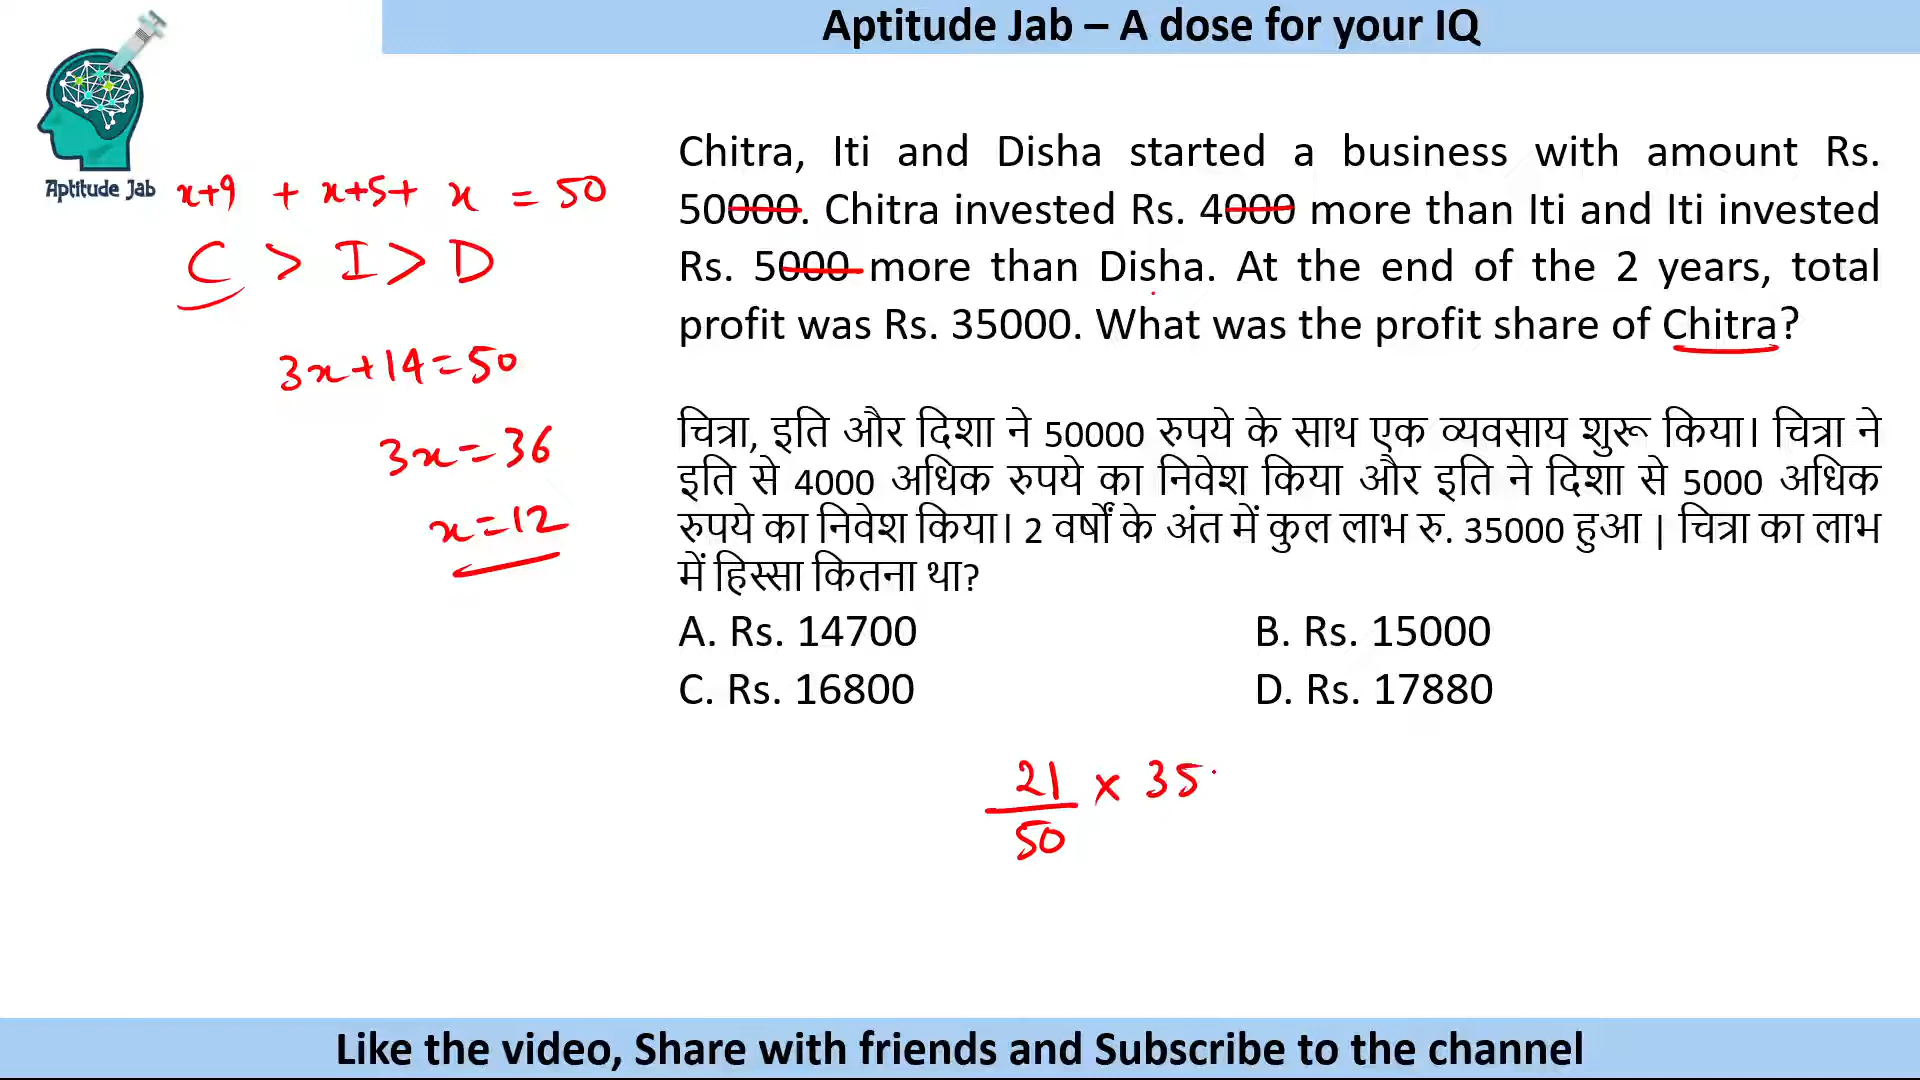 Aptitude Jab – A dose for your IQ
Aptitude Jab
x+9 + x+5+ x = 50
C > I > D
3x+14=50
3x=36
x=12
Chitra, Iti and Disha started a business with amount Rs.
50000. Chitra invested Rs. 4000 more than Iti and Iti invested
Rs. 5000 more than Disha. At the end of the 2 years, total
profit was Rs. 35000. What was the profit share of Chitra?
चित्रा, इति और दिशा ने 50000 रुपये के साथ एक व्यवसाय शुरू किया। चित्रा ने
इति से 4000 अधिक रुपये का निवेश किया और इति ने दिशा से 5000 अधिक
रुपये का निवेश किया। 2 वर्षों के अंत में कुल लाभ रु. 35000 हुआ | चित्रा का लाभ
में हिस्सा कितना था?
A. Rs. 14700 B. Rs. 15000
C. Rs. 16800 D. Rs. 17880
21
50
× 35
Like the video, Share with friends and Subscribe to the channel